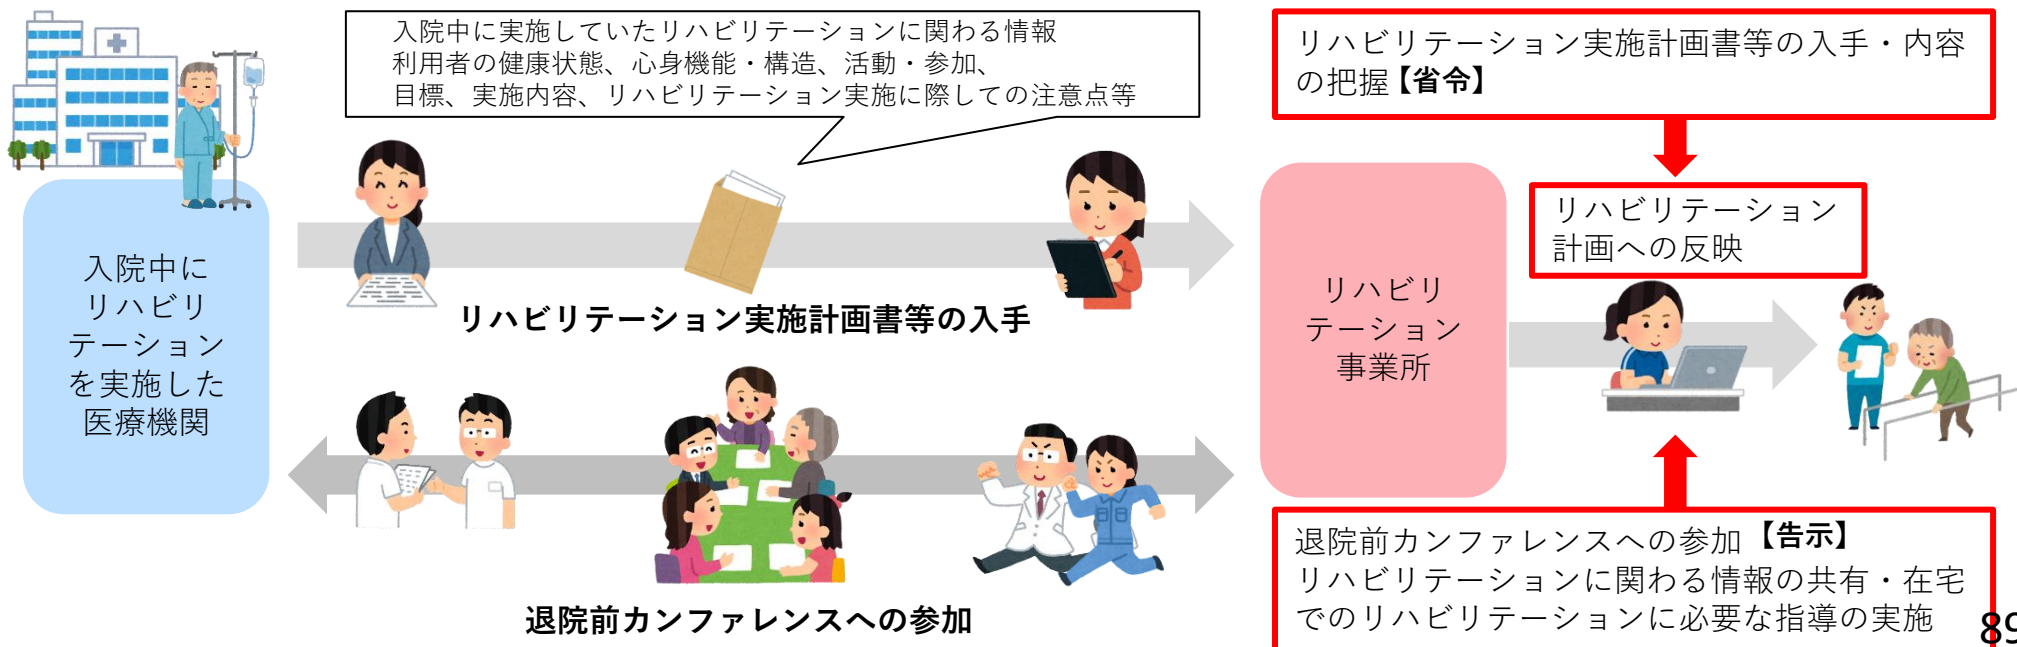 入院中に実施していたリハビリテーションに関わる情報
利用者の健康状態、心身機能・構造、活動・参加、
目標、実施内容、リハビリテーション実施に際しての注意点等
リハビリテーション実施計画書等の入手・内容
の把握【省令】
入院中に
リハビリ
テーション
を実施した
医療機関
リハビリテーション実施計画書等の入手
リハビリ
テーション
事業所
リハビリテーション
計画への反映
退院前カンファレンスへの参加
退院前カンファレンスへの参加【告示】
リハビリテーションに関わる情報の共有・在宅
でのリハビリテーションに必要な指導の実施
89